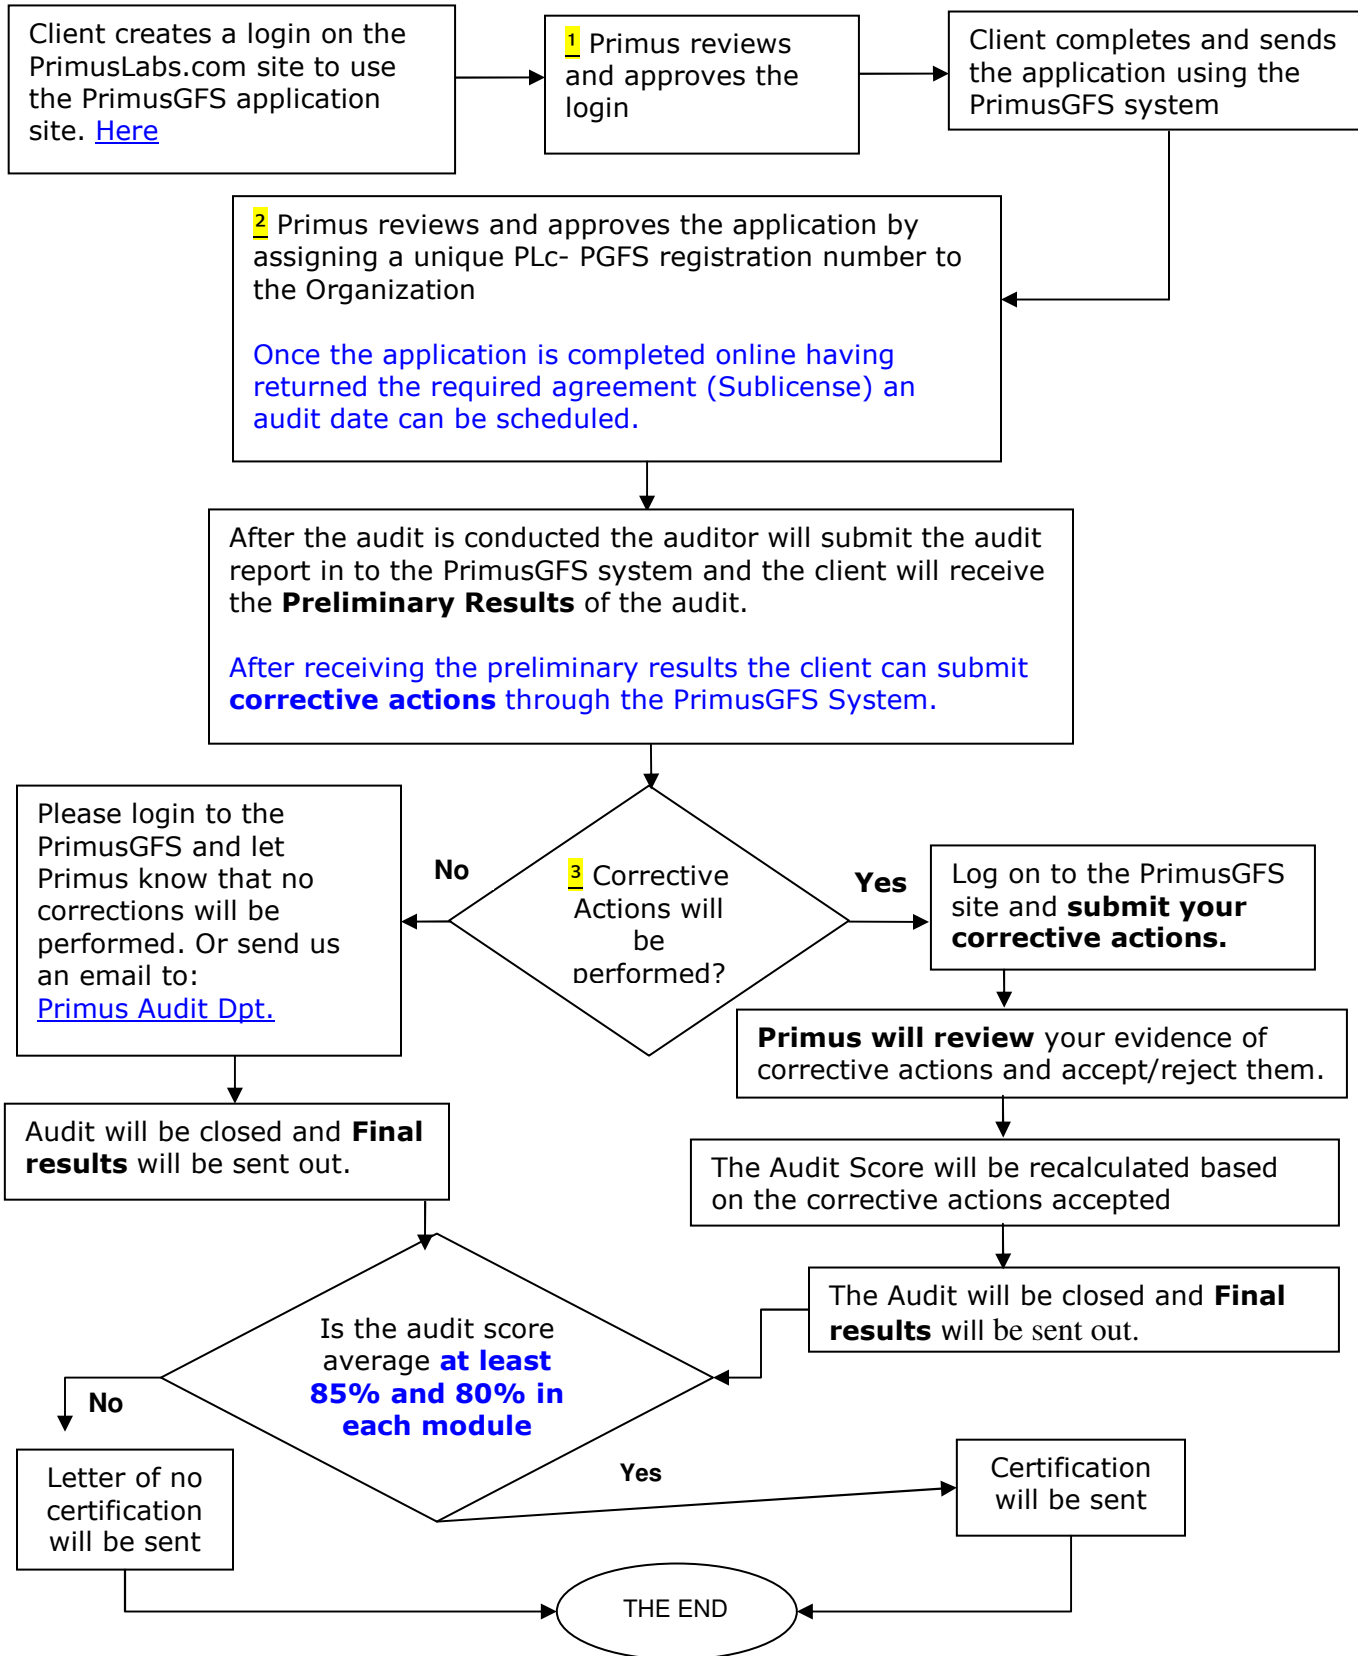 Client creates a login on the
PrimusLabs.com site to use
the PrimusGFS application
site. Here
1 Primus reviews
and approves the
login
Client completes and sends
the application using the
PrimusGFS system
2 Primus reviews and approves the application by
assigning a unique PLc- PGFS registration number to
the Organization
Once the application is completed online having
returned the required agreement (Sublicense) an
audit date can be scheduled.
After the audit is conducted the auditor will submit the audit
report in to the PrimusGFS system and the client will receive
the Preliminary Results of the audit.
After receiving the preliminary results the client can submit
corrective actions through the PrimusGFS System.
3 Corrective
Actions will
be
performed?
No
Yes
Please login to the
PrimusGFS and let
Primus know that no
corrections will be
performed. Or send us
an email to:
Primus Audit Dpt.
Log on to the PrimusGFS
site and submit your
corrective actions.
Primus will review your evidence of
corrective actions and accept/reject them.
Audit will be closed and Final
results will be sent out.
The Audit Score will be recalculated based
on the corrective actions accepted
The Audit will be closed and Final
results will be sent out.
Is the audit score
average at least
85% and 80% in
each module
No
Yes
Letter of no
certification
will be sent
Certification
will be sent
THE END